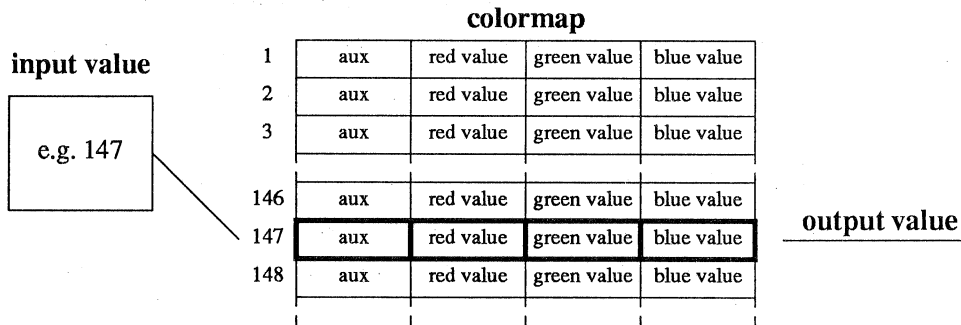 colormap
input value
e.g. 147
1 aux red value green value blue value
2 aux red value green value blue value
3 aux red value green value blue value
146 aux red value green value blue value
147 aux red value green value blue value
148 aux red value green value blue value
output value